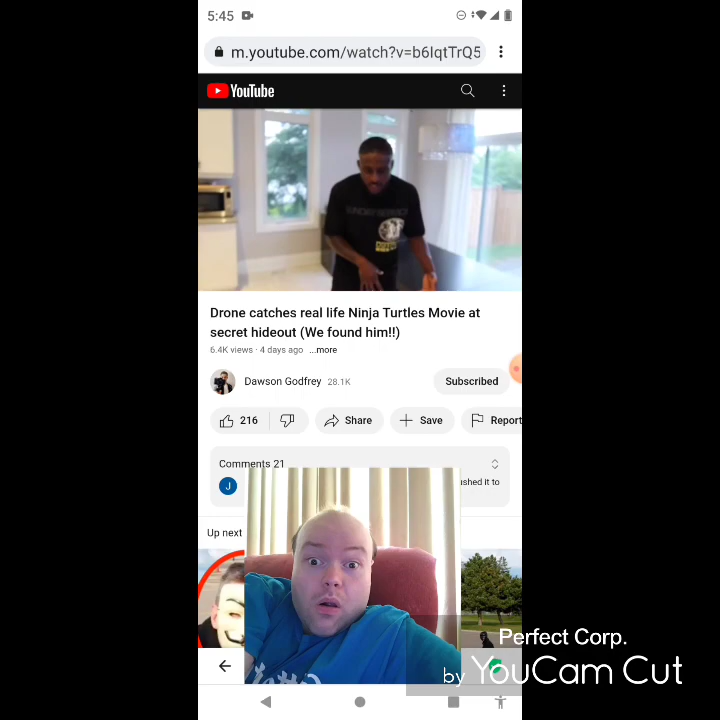 5:45
m.youtube.com/watch?v=b6IqtTrQ5
YouTube
Drone catches real life Ninja Turtles Movie at
secret hideout (We found him!!)
6.4K views · 4 days ago ...more
Dawson Godfrey 28.1K Subscribed
216 Share Save Report
Comments 21
J ushed it to
Up next
Perfect Corp.
by YouCam Cut